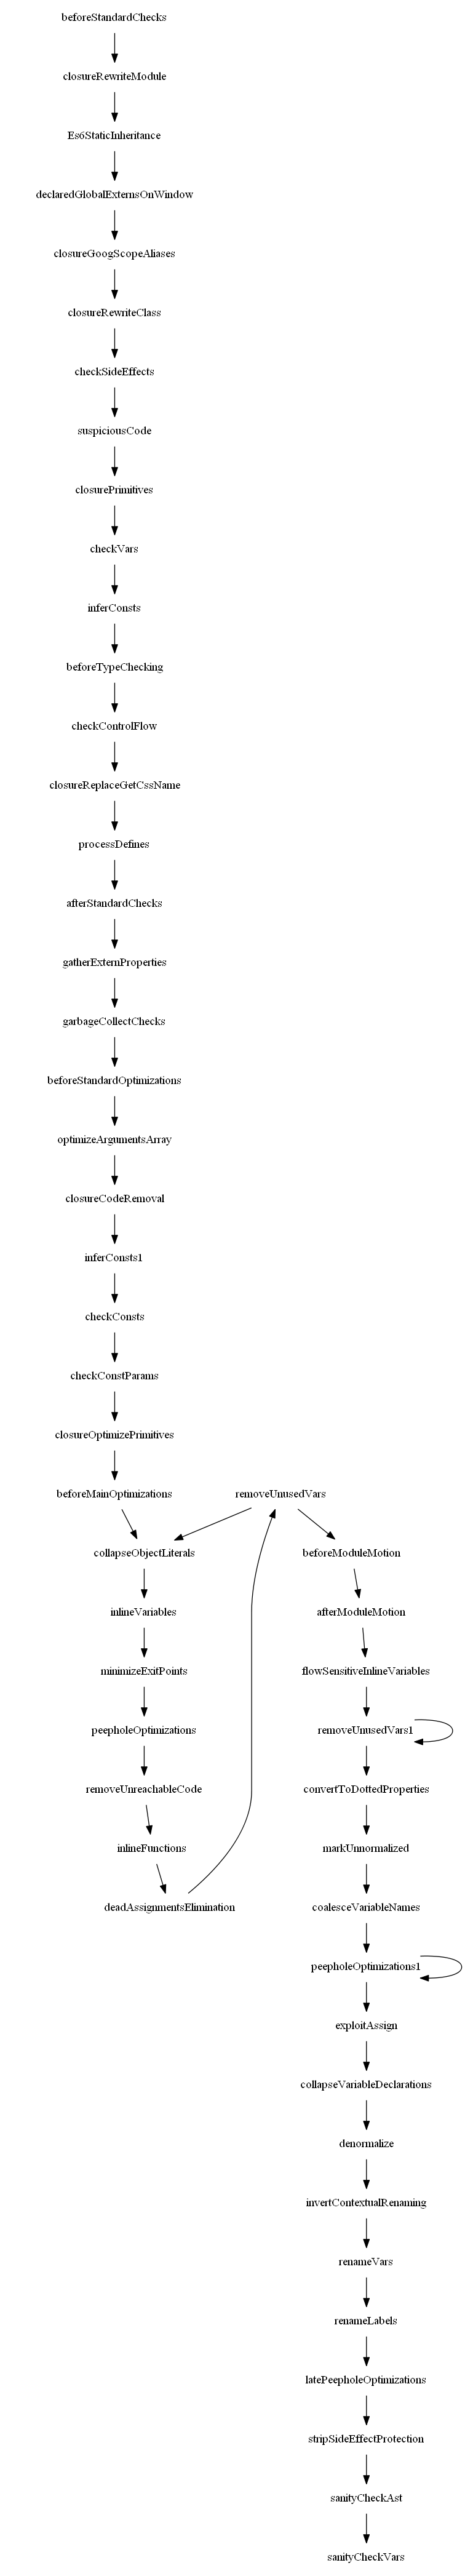 beforeStandardChecks
closureRewriteModule
Es6StaticInheritance
declaredGlobalExternsOnWindow
closureGoogScopeAliases
closureRewriteClass
checkSideEffects
suspiciousCode
closurePrimitives
checkVars
inferConsts
beforeTypeChecking
checkControlFlow
closureReplaceGetCssName
processDefines
afterStandardChecks
gatherExternProperties
garbageCollectChecks
beforeStandardOptimizations
optimizeArgumentsArray
closureCodeRemoval
inferConsts1
checkConsts
checkConstParams
closureOptimizePrimitives
beforeMainOptimizations
collapseObjectLiterals
inlineVariables
minimizeExitPoints
peepholeOptimizations
removeUnreachableCode
inlineFunctions
deadAssignmentsElimination
removeUnusedVars
beforeModuleMotion
afterModuleMotion
flowSensitiveInlineVariables
removeUnusedVars1
convertToDottedProperties
markUnnormalized
coalesceVariableNames
peepholeOptimizations1
exploitAssign
collapseVariableDeclarations
denormalize
invertContextualRenaming
renameVars
renameLabels
latePeepholeOptimizations
stripSideEffectProtection
sanityCheckAst
sanityCheckVars